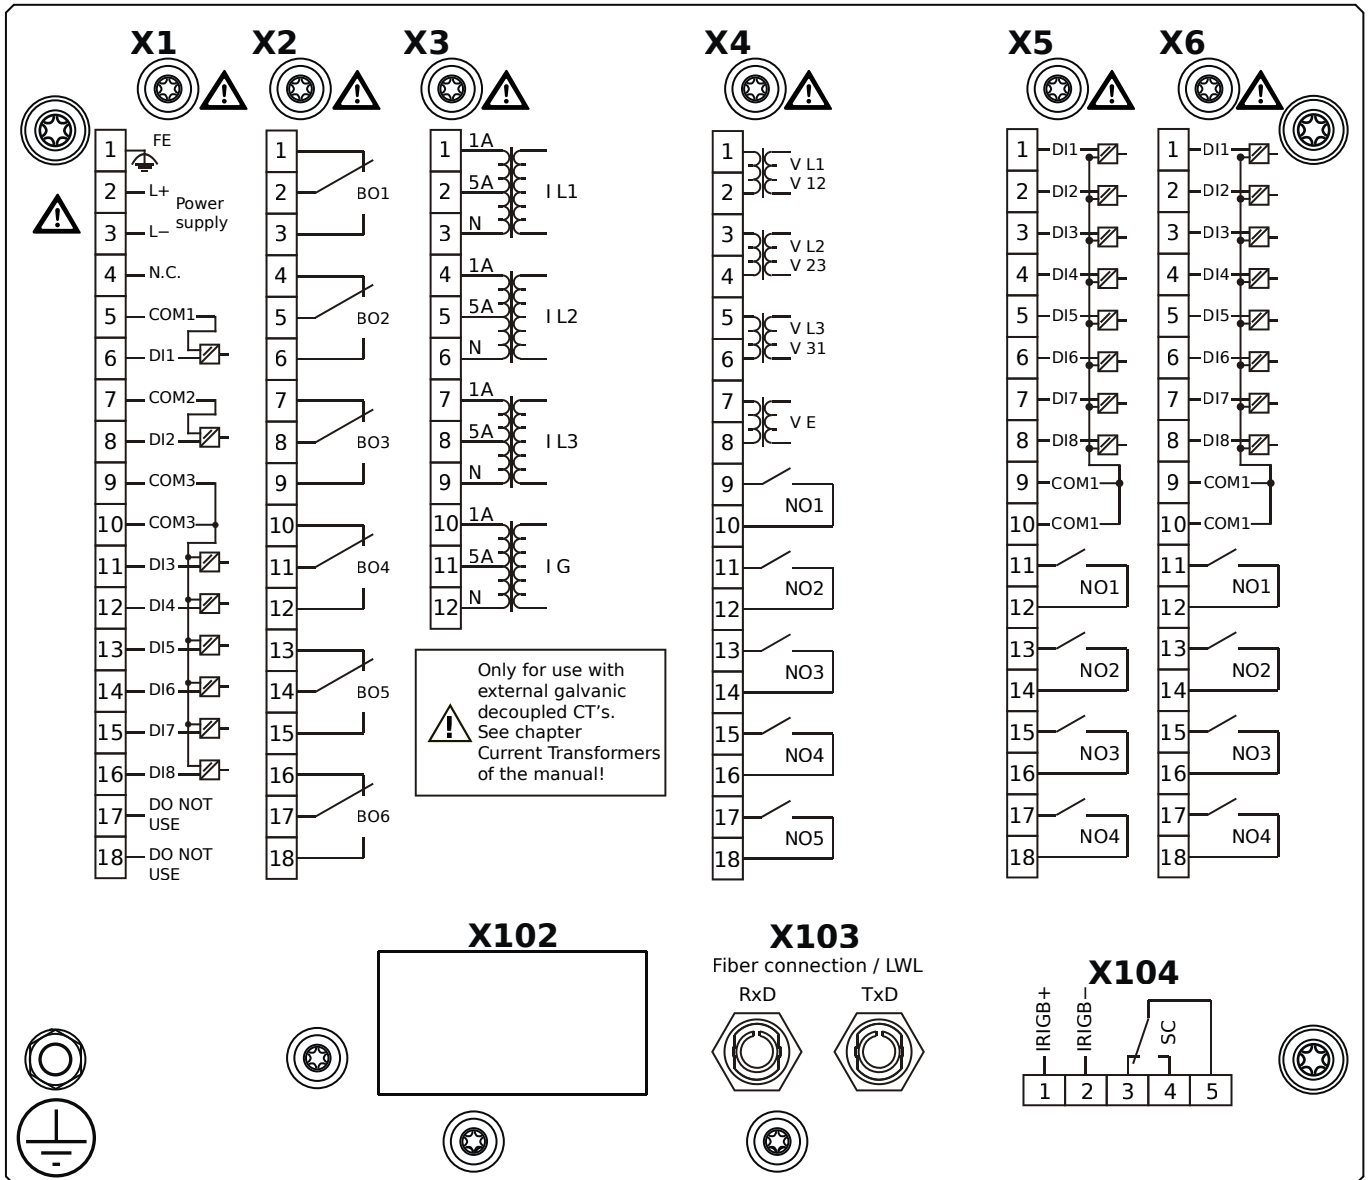 X1
X2
X3
X4
X5
X6
1
FE
2
L+
Power
supply
3
L−
4
N.C.
5
COM1
6
DI1
7
COM2
8
DI2
9
COM3
10
COM3
11
DI3
12
DI4
13
DI5
14
DI6
15
DI7
16
DI8
17
DO NOT
USE
18
DO NOT
USE
1
2
BO1
3
4
5
BO2
6
7
8
BO3
9
10
11
BO4
12
13
14
BO5
15
16
17
BO6
18
1
1A
2
5A
I L1
3
N
4
1A
5
5A
I L2
6
N
7
1A
8
5A
I L3
9
N
10
1A
11
5A
I G
12
N
Only for use with
external galvanic
decoupled CT's.
See chapter
Current Transformers
of the manual!
1
V L1
V 12
2
3
V L2
V 23
4
5
V L3
V 31
6
7
V E
8
9
NO1
10
11
NO2
12
13
NO3
14
15
NO4
16
17
NO5
18
1
DI1
2
DI2
3
DI3
4
DI4
5
DI5
6
DI6
7
DI7
8
DI8
9
COM1
10
COM1
11
NO1
12
13
NO2
14
15
NO3
16
17
NO4
18
1
DI1
2
DI2
3
DI3
4
DI4
5
DI5
6
DI6
7
DI7
8
DI8
9
COM1
10
COM1
11
NO1
12
13
NO2
14
15
NO3
16
17
NO4
18
X102
X103
Fiber connection / LWL
RxD
TxD
X104
IRIGB+
IRIGB−
SC
1
2
3
4
5